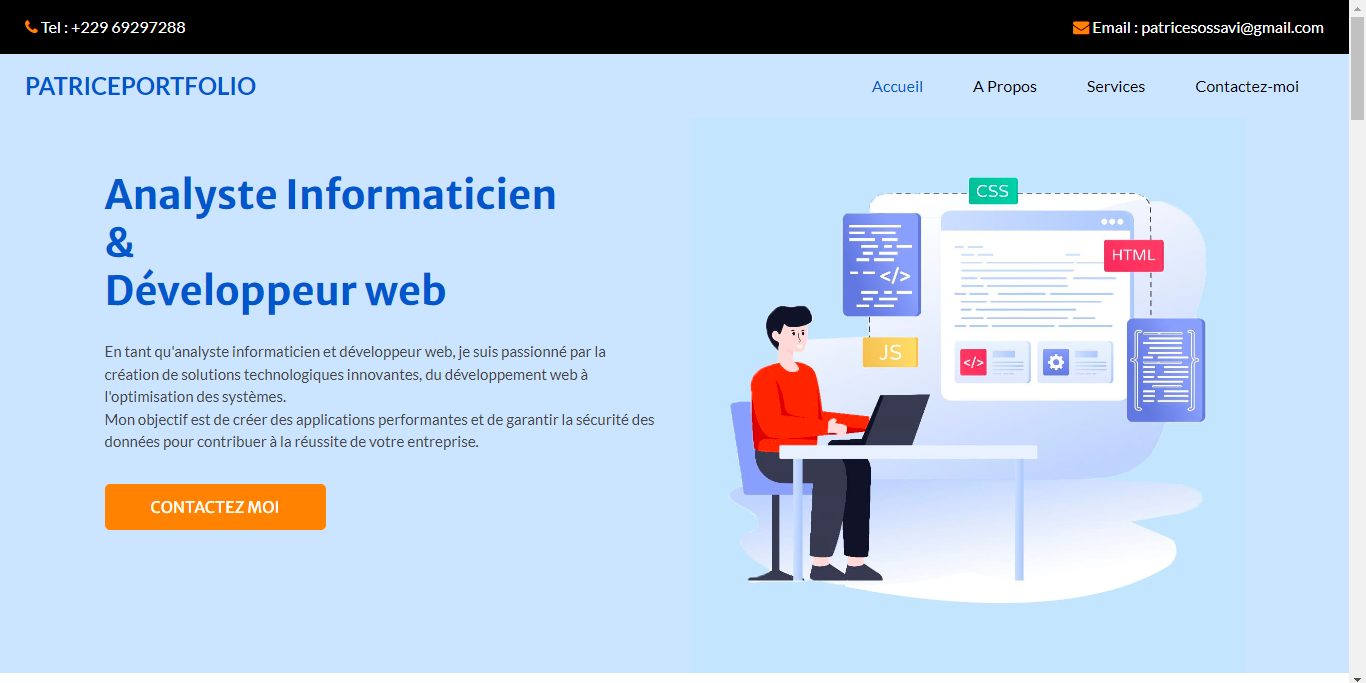 Tel : +229 69297288
Email : patricesossavi@gmail.com
PATRICEPORTFOLIO
Accueil
A Propos
Services
Contactez-moi
Analyste Informaticien
&
Développeur web
En tant qu'analyste informaticien et développeur web, je suis passionné par la
création de solutions technologiques innovantes, du développement web à
l'optimisation des systèmes.
Mon objectif est de créer des applications performantes et de garantir la sécurité des
données pour contribuer à la réussite de votre entreprise.
CONTACTEZ MOI
CSS
HTML
</>
JS
</>